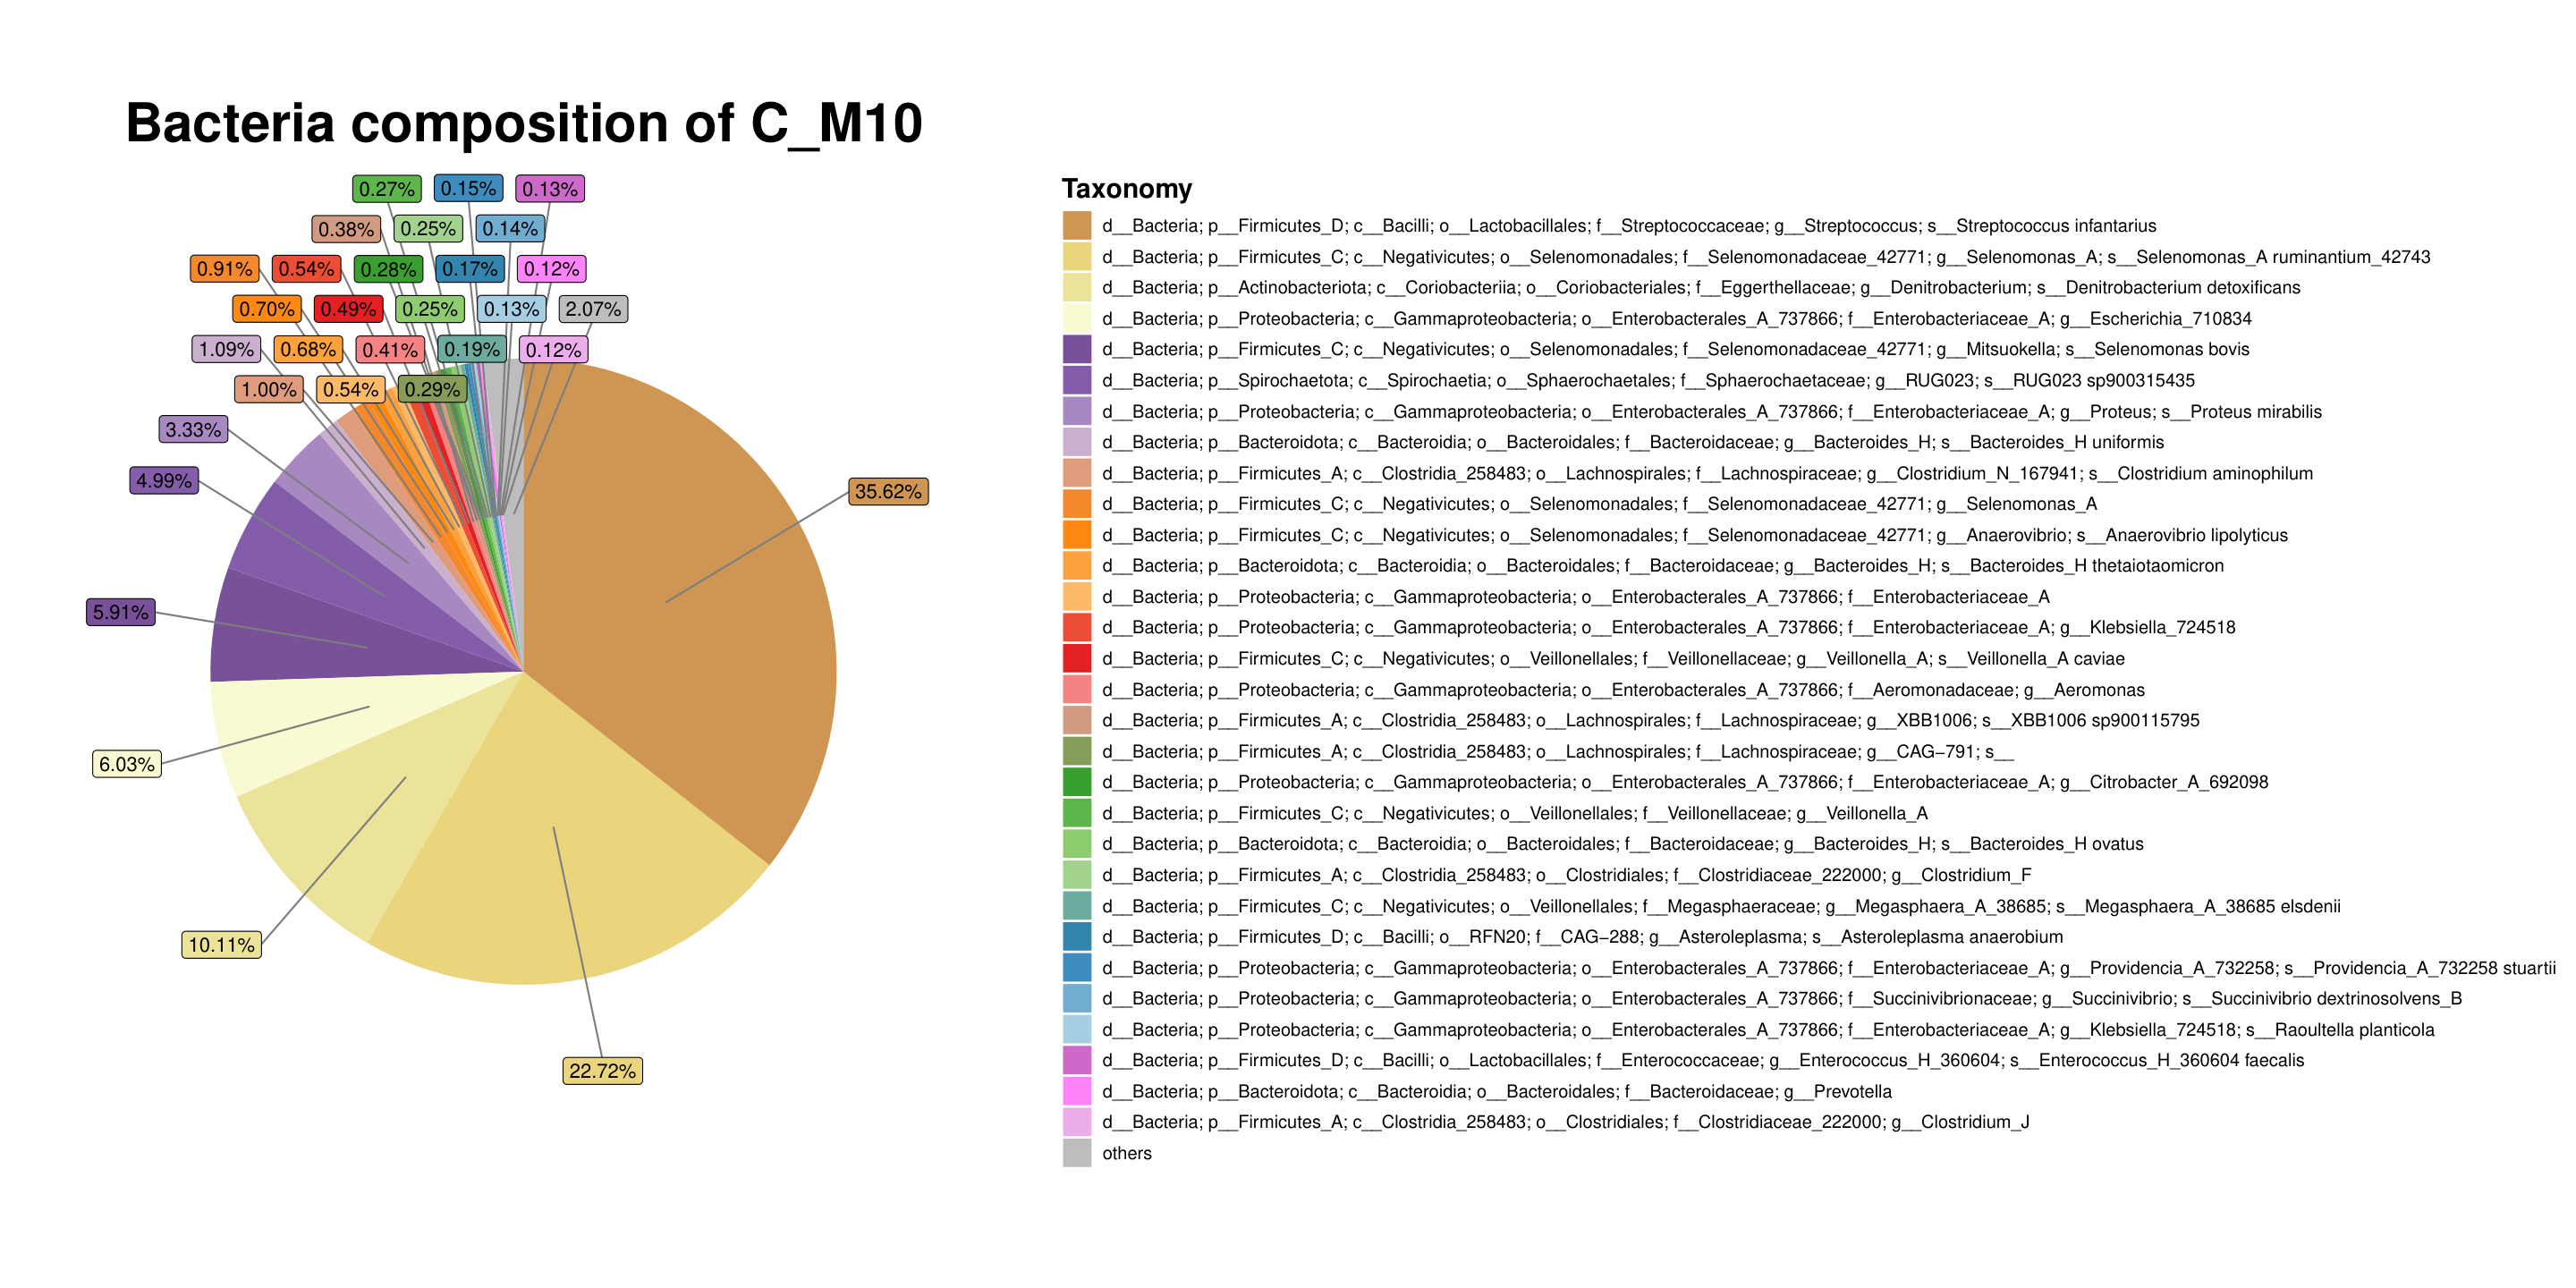 Bacteria composition of C_M10
0.27%
0.15%
0.13%
0.38%
0.25%
0.14%
0.91%
0.54%
0.28%
0.17%
0.12%
0.70%
0.49%
0.25%
0.13%
2.07%
1.09%
0.68%
0.41%
0.19%
0.12%
1.00%
0.54%
0.29%
3.33%
4.99%
35.62%
5.91%
6.03%
10.11%
22.72%
Taxonomy
d__Bacteria; p__Firmicutes_D; c__Bacilli; o__Lactobacillales; f__Streptococcaceae; g__Streptococcus; s__Streptococcus infantarius
d__Bacteria; p__Firmicutes_C; c__Negativicutes; o__Selenomonadales; f__Selenomonadaceae_42771; g__Selenomonas_A; s__Selenomonas_A ruminantium_42743
d__Bacteria; p__Actinobacteriota; c__Coriobacteriia; o__Coriobacteriales; f__Eggerthellaceae; g__Denitrobacterium; s__Denitrobacterium detoxificans
d__Bacteria; p__Proteobacteria; c__Gammaproteobacteria; o__Enterobacterales_A_737866; f__Enterobacteriaceae_A; g__Escherichia_710834
d__Bacteria; p__Firmicutes_C; c__Negativicutes; o__Selenomonadales; f__Selenomonadaceae_42771; g__Mitsuokella; s__Selenomonas bovis
d__Bacteria; p__Spirochaetota; c__Spirochaetia; o__Sphaerochaetales; f__Sphaerochaetaceae; g__RUG023; s__RUG023 sp900315435
d__Bacteria; p__Proteobacteria; c__Gammaproteobacteria; o__Enterobacterales_A_737866; f__Enterobacteriaceae_A; g__Proteus; s__Proteus mirabilis
d__Bacteria; p__Bacteroidota; c__Bacteroidia; o__Bacteroidales; f__Bacteroidaceae; g__Bacteroides_H; s__Bacteroides_H uniformis
d__Bacteria; p__Firmicutes_A; c__Clostridia_258483; o__Lachnospirales; f__Lachnospiraceae; g__Clostridium_N_167941; s__Clostridium aminophilum
d__Bacteria; p__Firmicutes_C; c__Negativicutes; o__Selenomonadales; f__Selenomonadaceae_42771; g__Selenomonas_A
d__Bacteria; p__Firmicutes_C; c__Negativicutes; o__Selenomonadales; f__Selenomonadaceae_42771; g__Anaerovibrio; s__Anaerovibrio lipolyticus
d__Bacteria; p__Bacteroidota; c__Bacteroidia; o__Bacteroidales; f__Bacteroidaceae; g__Bacteroides_H; s__Bacteroides_H thetaiotaomicron
d__Bacteria; p__Proteobacteria; c__Gammaproteobacteria; o__Enterobacterales_A_737866; f__Enterobacteriaceae_A
d__Bacteria; p__Proteobacteria; c__Gammaproteobacteria; o__Enterobacterales_A_737866; f__Enterobacteriaceae_A; g__Klebsiella_724518
d__Bacteria; p__Firmicutes_C; c__Negativicutes; o__Veillonellales; f__Veillonellaceae; g__Veillonella_A; s__Veillonella_A caviae
d__Bacteria; p__Proteobacteria; c__Gammaproteobacteria; o__Enterobacterales_A_737866; f__Aeromonadaceae; g__Aeromonas
d__Bacteria; p__Firmicutes_A; c__Clostridia_258483; o__Lachnospirales; f__Lachnospiraceae; g__XBB1006; s__XBB1006 sp900115795
d__Bacteria; p__Firmicutes_A; c__Clostridia_258483; o__Lachnospirales; f__Lachnospiraceae; g__CAG−791; s__
d__Bacteria; p__Proteobacteria; c__Gammaproteobacteria; o__Enterobacterales_A_737866; f__Enterobacteriaceae_A; g__Citrobacter_A_692098
d__Bacteria; p__Firmicutes_C; c__Negativicutes; o__Veillonellales; f__Veillonellaceae; g__Veillonella_A
d__Bacteria; p__Bacteroidota; c__Bacteroidia; o__Bacteroidales; f__Bacteroidaceae; g__Bacteroides_H; s__Bacteroides_H ovatus
d__Bacteria; p__Firmicutes_A; c__Clostridia_258483; o__Clostridiales; f__Clostridiaceae_222000; g__Clostridium_F
d__Bacteria; p__Firmicutes_C; c__Negativicutes; o__Veillonellales; f__Megasphaeraceae; g__Megasphaera_A_38685; s__Megasphaera_A_38685 elsdenii
d__Bacteria; p__Firmicutes_D; c__Bacilli; o__RFN20; f__CAG−288; g__Asteroleplasma; s__Asteroleplasma anaerobium
d__Bacteria; p__Proteobacteria; c__Gammaproteobacteria; o__Enterobacterales_A_737866; f__Enterobacteriaceae_A; g__Providencia_A_732258; s__Providencia_A_732258 stuartii
d__Bacteria; p__Proteobacteria; c__Gammaproteobacteria; o__Enterobacterales_A_737866; f__Succinivibrionaceae; g__Succinivibrio; s__Succinivibrio dextrinosolvens_B
d__Bacteria; p__Proteobacteria; c__Gammaproteobacteria; o__Enterobacterales_A_737866; f__Enterobacteriaceae_A; g__Klebsiella_724518; s__Raoultella planticola
d__Bacteria; p__Firmicutes_D; c__Bacilli; o__Lactobacillales; f__Enterococcaceae; g__Enterococcus_H_360604; s__Enterococcus_H_360604 faecalis
d__Bacteria; p__Bacteroidota; c__Bacteroidia; o__Bacteroidales; f__Bacteroidaceae; g__Prevotella
d__Bacteria; p__Firmicutes_A; c__Clostridia_258483; o__Clostridiales; f__Clostridiaceae_222000; g__Clostridium_J
others